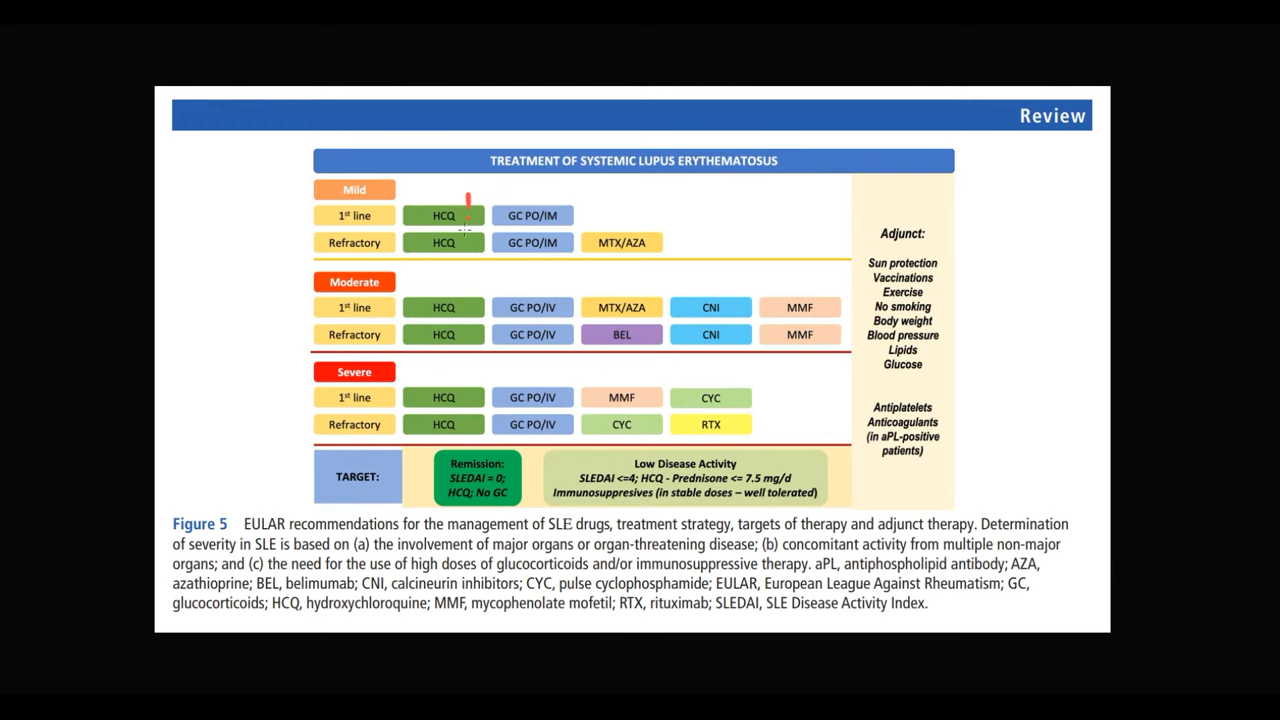 Review
TREATMENT OF SYSTEMIC LUPUS ERYTHEMATOSUS
Mild
1st line HCQ GC PO/IM
Refractory HCQ GC PO/IM MTX/AZA
Moderate
1st line HCQ GC PO/IV MTX/AZA CNI MMF
Refractory HCQ GC PO/IV BEL CNI MMF
Severe
1st line HCQ GC PO/IV MMF CYC
Refractory HCQ GC PO/IV CYC RTX
TARGET:
Remission:
SLEDAI = 0;
HCQ; No GC
Low Disease Activity
SLEDAI <=4; HCQ - Prednisone <= 7.5 mg/d
Immunosuppresives (in stable doses – well tolerated)
Adjunct:
Sun protection
Vaccinations
Exercise
No smoking
Body weight
Blood pressure
Lipids
Glucose
Antiplatelets
Anticoagulants
(in aPL-positive
patients)
Figure 5 EULAR recommendations for the management of SLE drugs, treatment strategy, targets of therapy and adjunct therapy. Determination
of severity in SLE is based on (a) the involvement of major organs or organ-threatening disease; (b) concomitant activity from multiple non-major
organs; and (c) the need for the use of high doses of glucocorticoids and/or immunosuppressive therapy. aPL, antiphospholipid antibody; AZA,
azathioprine; BEL, belimumab; CNI, calcineurin inhibitors; CYC, pulse cyclophosphamide; EULAR, European League Against Rheumatism; GC,
glucocorticoids; HCQ, hydroxychloroquine; MMF, mycophenolate mofetil; RTX, rituximab; SLEDAI, SLE Disease Activity Index.